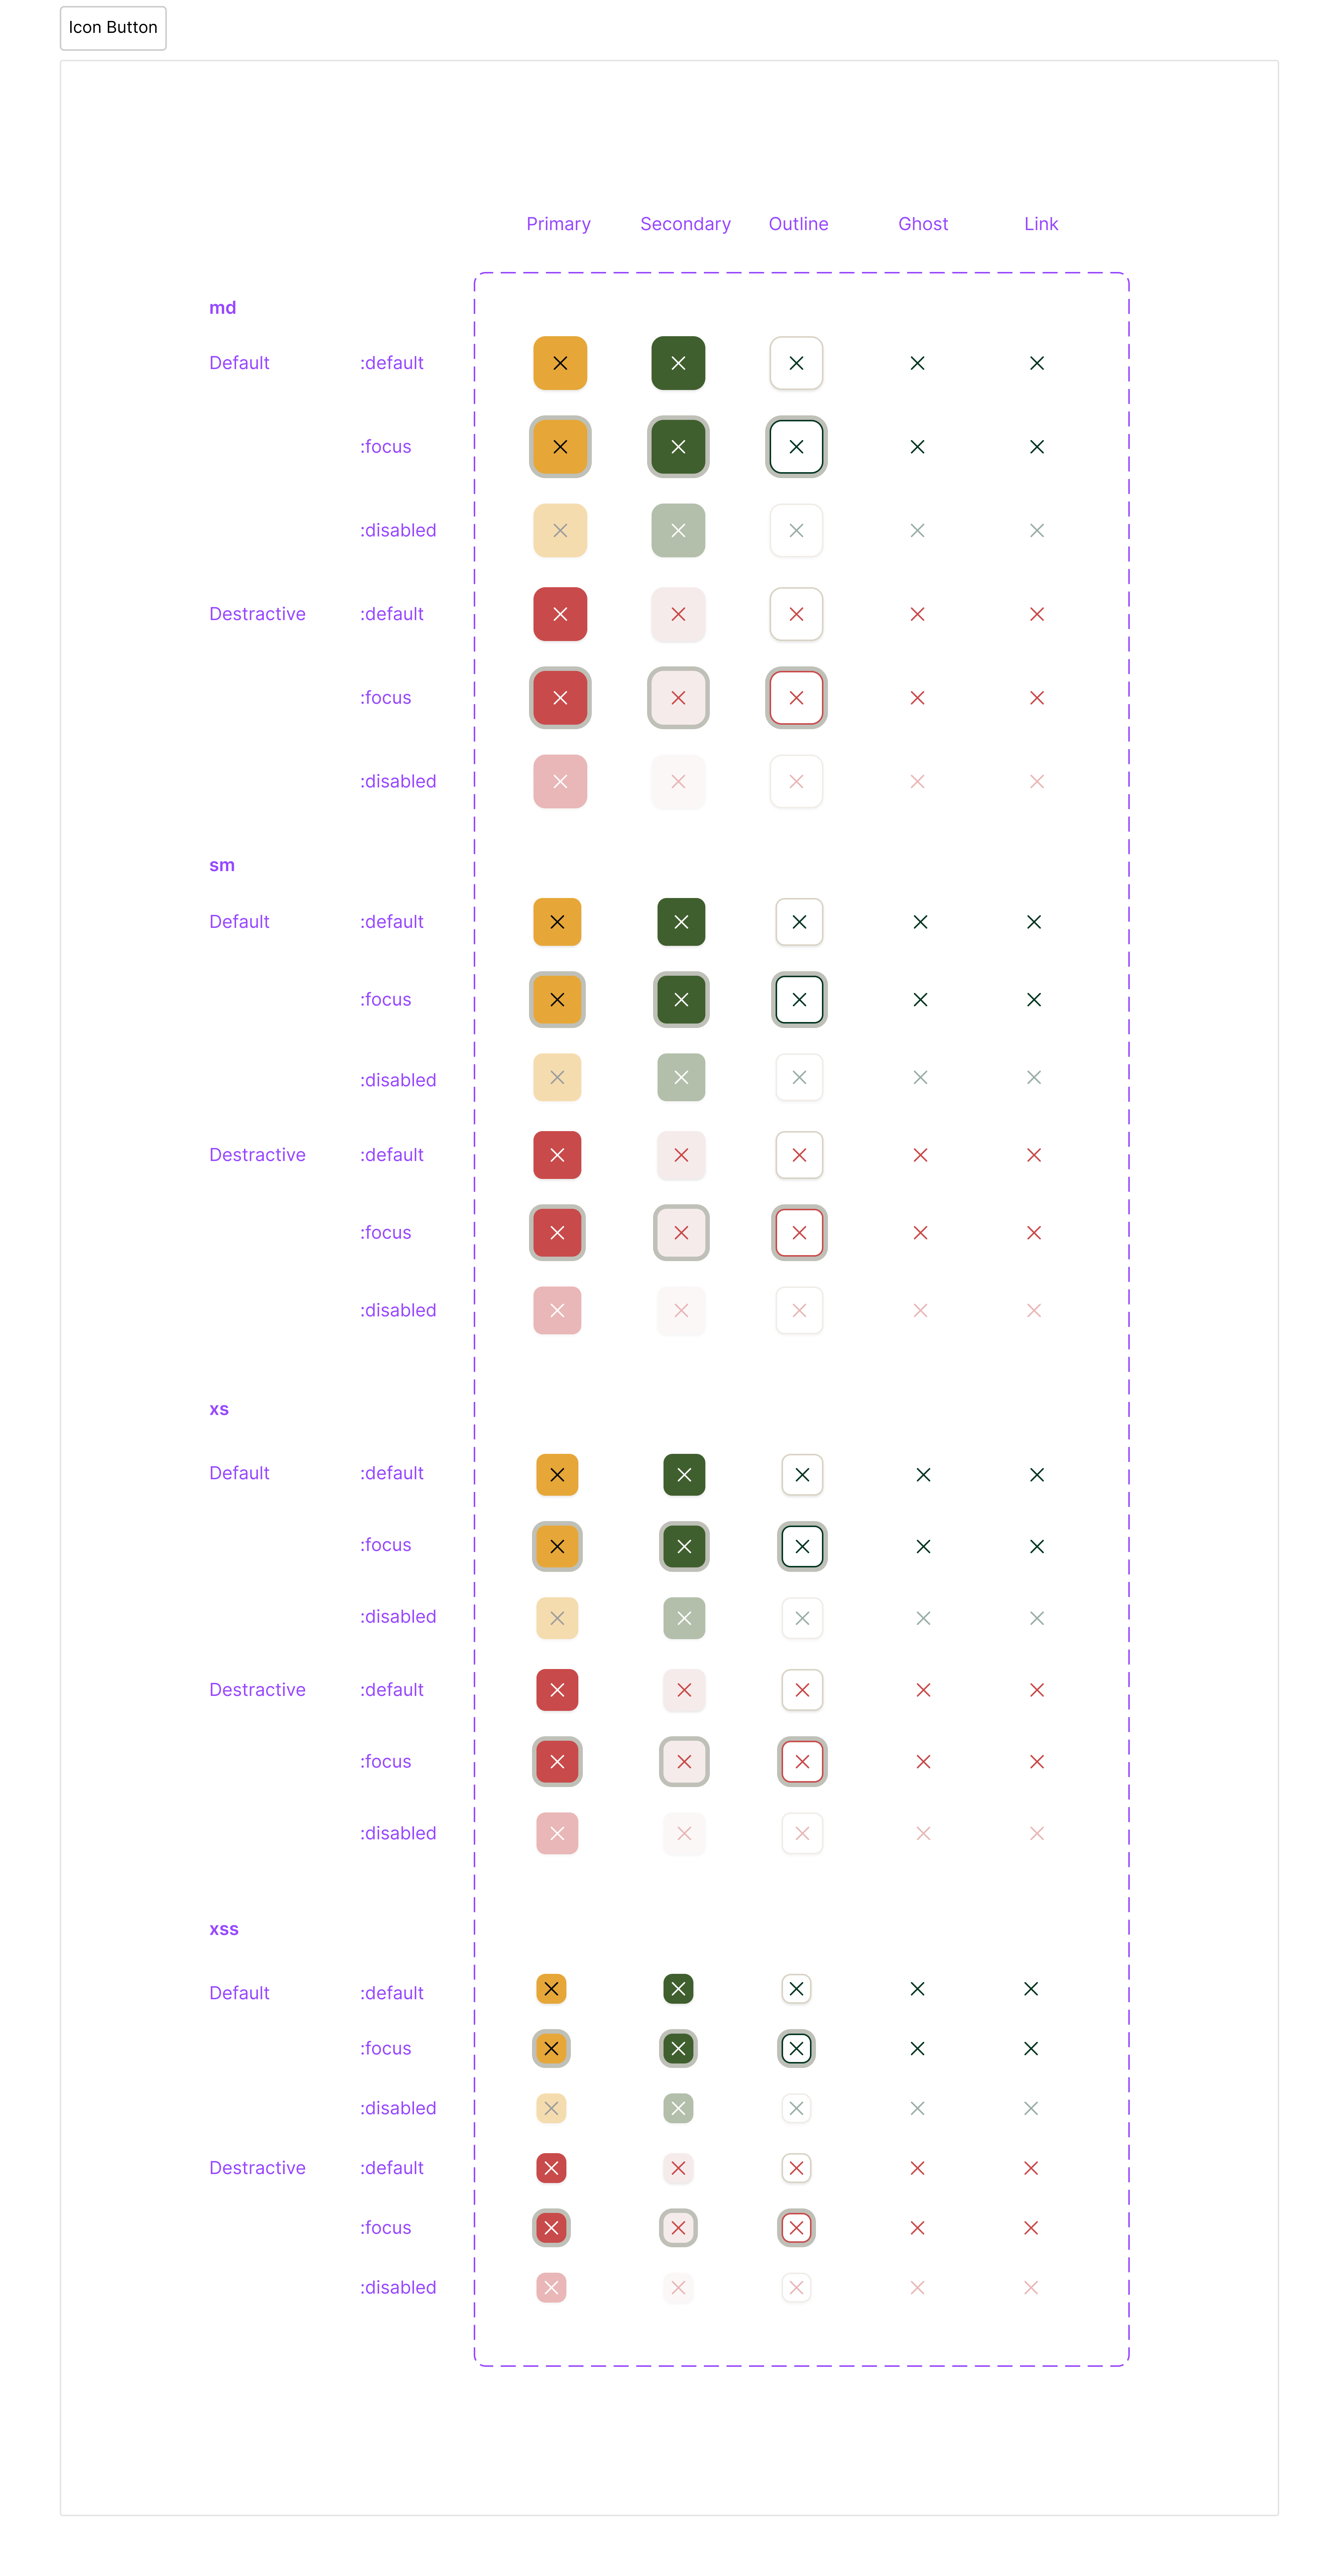 Icon Button
Primary Secondary Outline Ghost Link
md
Default :default
:focus
:disabled
Destractive :default
:focus
:disabled
sm
Default :default
:focus
:disabled
Destractive :default
:focus
:disabled
xs
Default :default
:focus
:disabled
Destractive :default
:focus
:disabled
xss
Default :default
:focus
:disabled
Destractive :default
:focus
:disabled